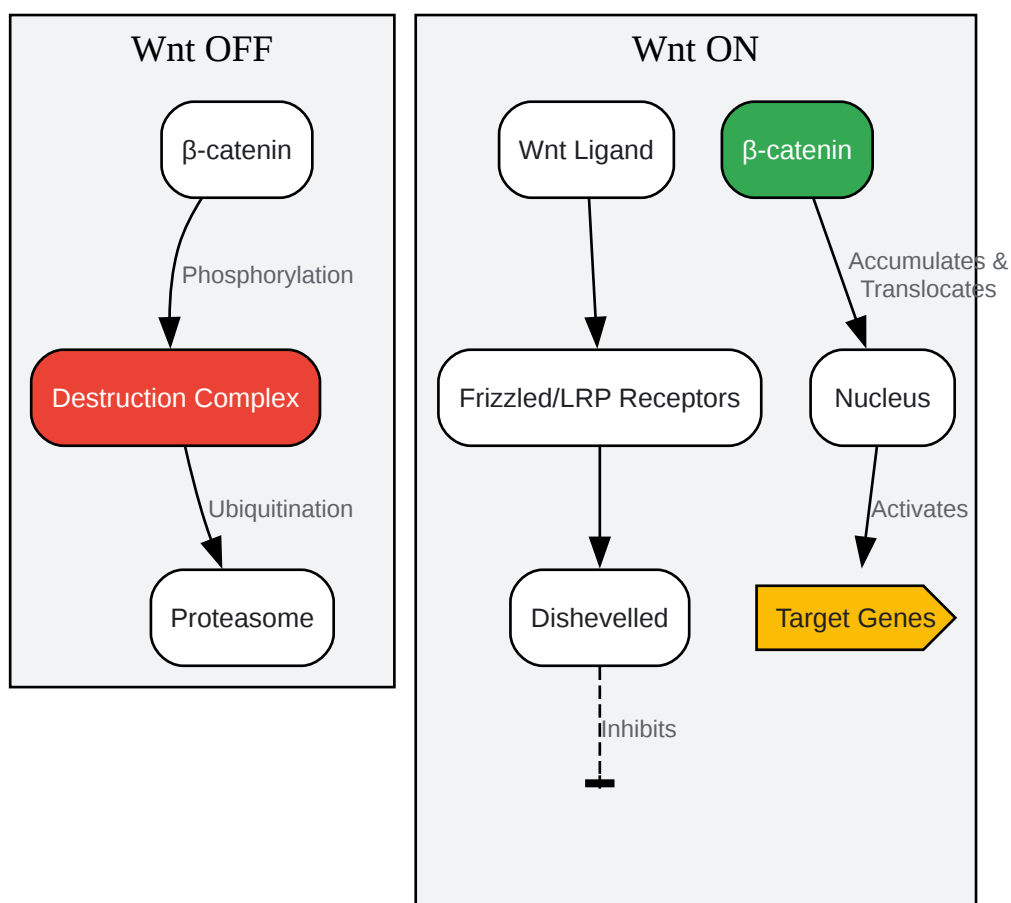 Wnt OFF
β-catenin
Phosphorylation
Destruction Complex
Ubiquitination
Proteasome
Wnt ON
Wnt Ligand
β-catenin
Accumulates &
Translocates
Frizzled/LRP Receptors
Nucleus
Activates
Dishevelled
Target Genes
Inhibits